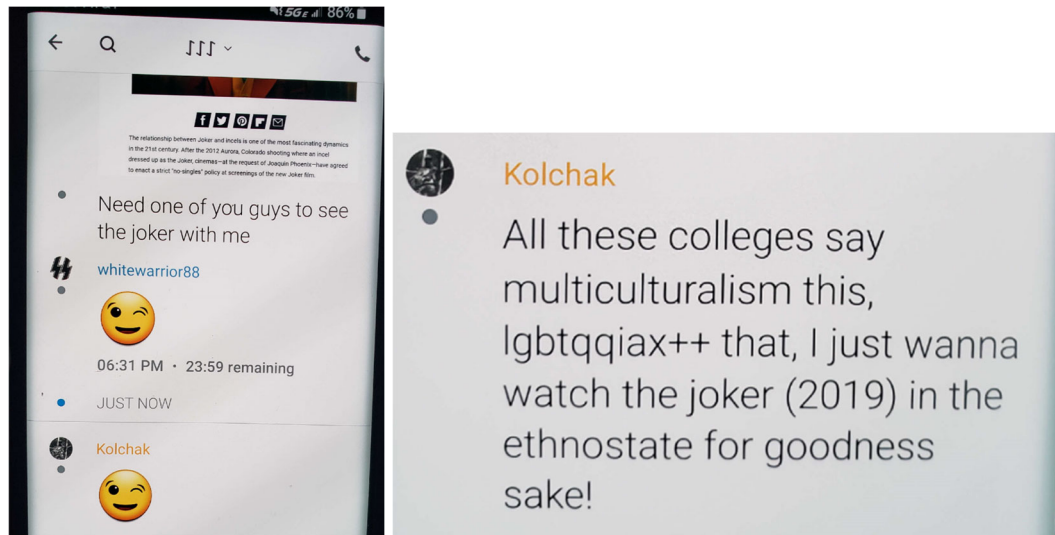 5GE 86%
The relationship between Joker and incels is one of the most fascinating dynamics
in the 21st century. After the 2012 Aurora, Colorado shooting where an incel
dressed up as the Joker, cinemas—at the request of Joaquin Phoenix—have agreed
to enact a strict "no-singles" policy at screenings of the new Joker film.
Need one of you guys to see
the joker with me
whitewarrior88
06:31 PM · 23:59 remaining
JUST NOW
Kolchak
Kolchak
All these colleges say
multiculturalism this,
lgbtqqiax++ that, I just wanna
watch the joker (2019) in the
ethnostate for goodness
sake!